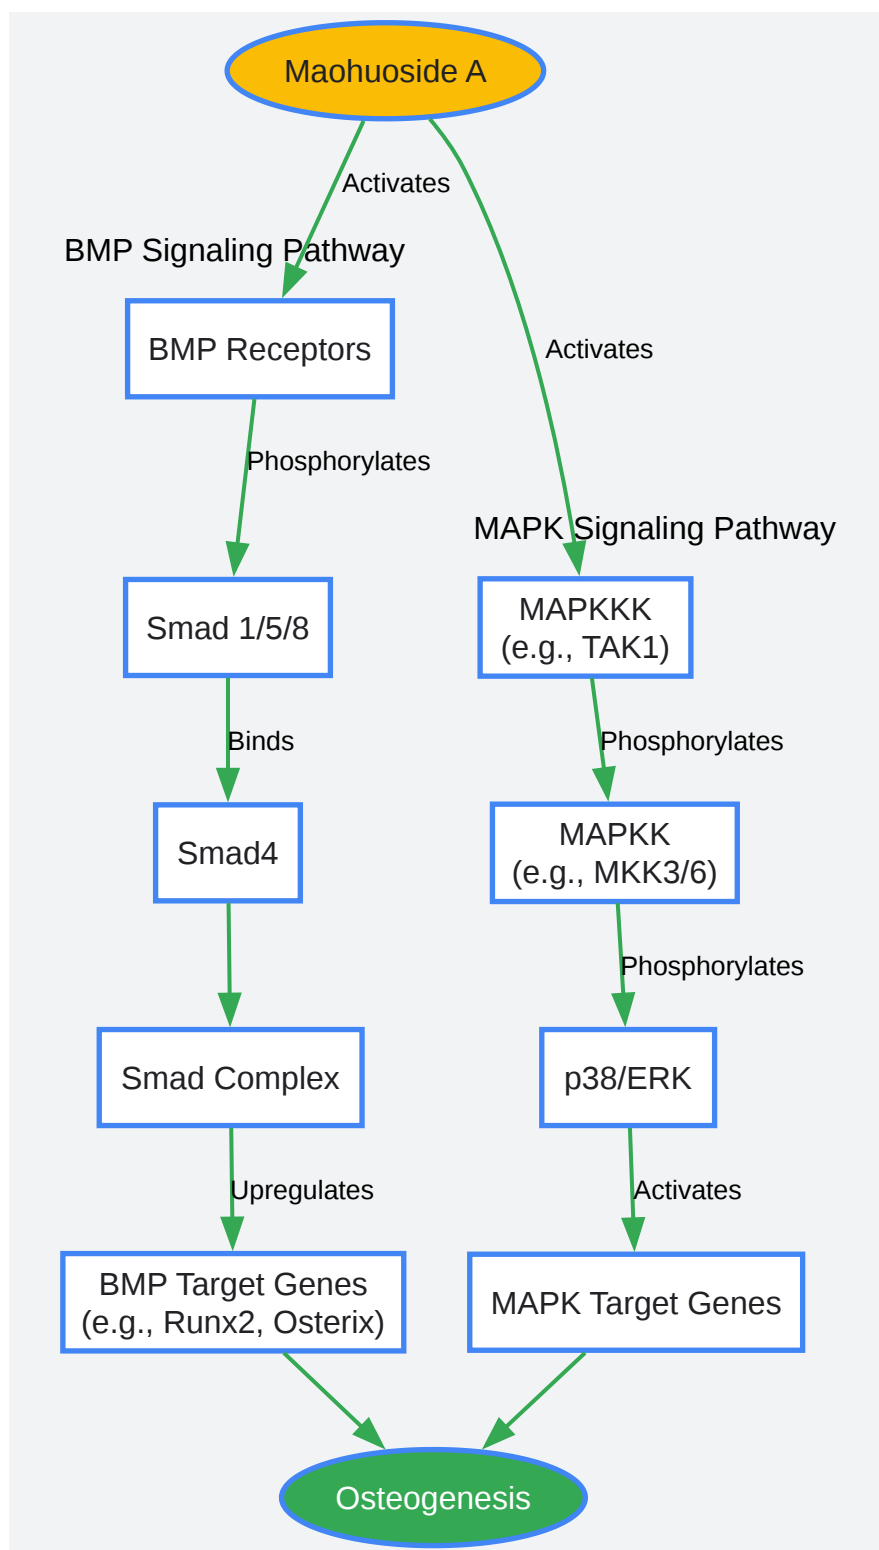 Maohuoside A
Activates
BMP Signaling Pathway
BMP Receptors
Activates
Phosphorylates
MAPK Signaling Pathway
Smad 1/5/8
MAPKKK
(e.g., TAK1)
Binds
Phosphorylates
Smad4
MAPKK
(e.g., MKK3/6)
Phosphorylates
Smad Complex
p38/ERK
Upregulates
Activates
BMP Target Genes
(e.g., Runx2, Osterix)
MAPK Target Genes
Osteogenesis